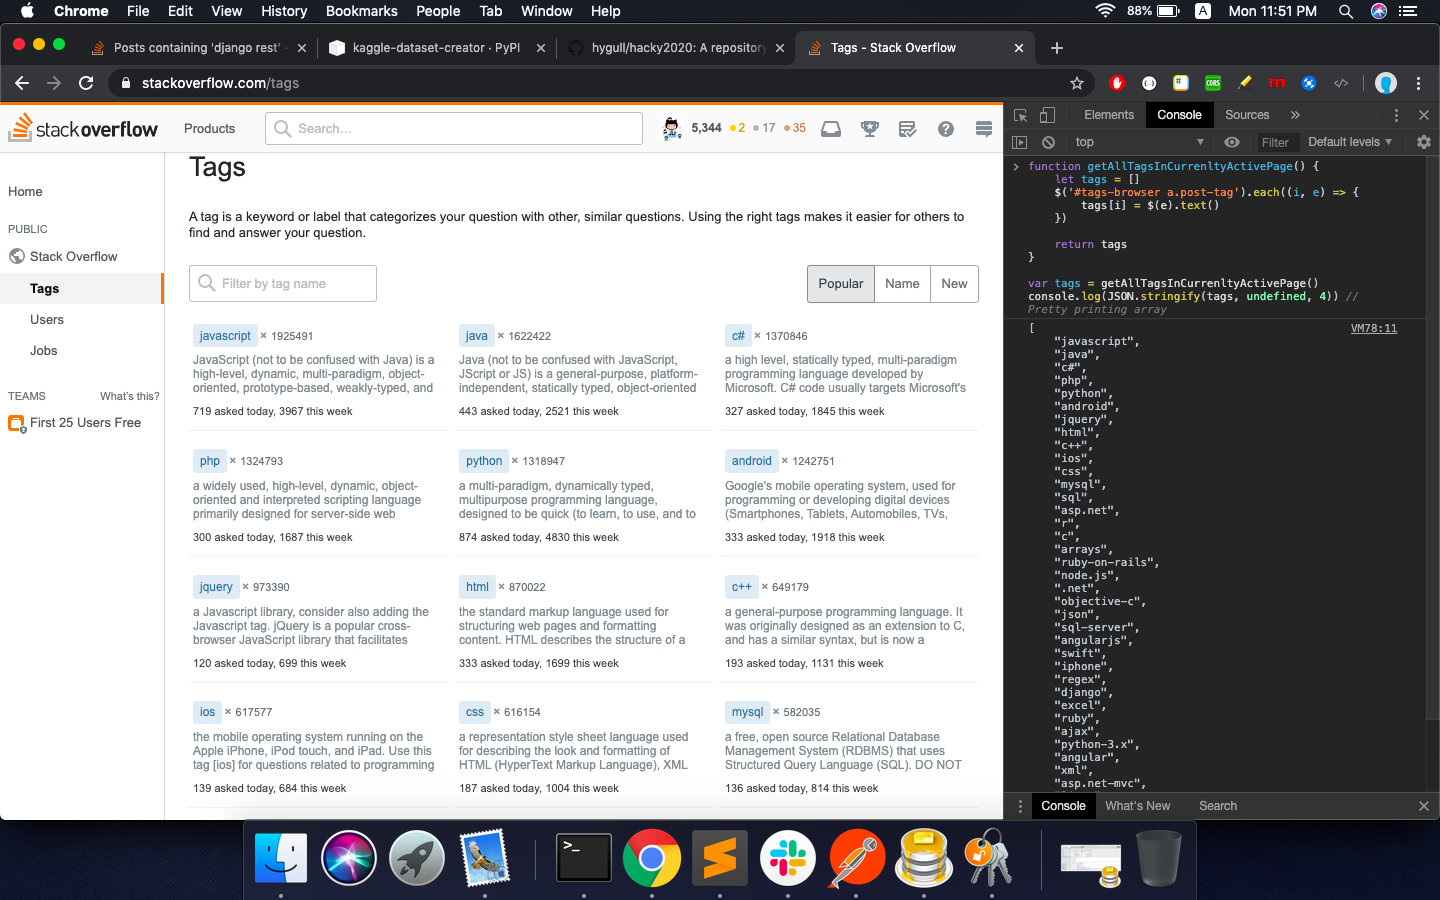 Chrome File Edit View History Bookmarks People Tab Window Help 88% A Mon 11:51 PM
Posts containing 'django rest' - kaggle-dataset-creator · PyPI hygull/hacky2020: A repository Tags - Stack Overflow
stackoverflow.com/tags
stackoverflow Products Search... 5,344 2 17 35
Home
PUBLIC
Stack Overflow
Tags
Users
Jobs
TEAMS What's this?
First 25 Users Free
Tags
A tag is a keyword or label that categorizes your question with other, similar questions. Using the right tags makes it easier for others to
find and answer your question.
Filter by tag name Popular Name New
javascript × 1925491
JavaScript (not to be confused with Java) is a
high-level, dynamic, multi-paradigm, object-
oriented, prototype-based, weakly-typed, and
719 asked today, 3967 this week
java × 1622422
Java (not to be confused with JavaScript,
JScript or JS) is a general-purpose, platform-
independent, statically typed, object-oriented
443 asked today, 2521 this week
c# × 1370846
a high level, statically typed, multi-paradigm
programming language developed by
Microsoft. C# code usually targets Microsoft's
327 asked today, 1845 this week
php × 1324793
a widely used, high-level, dynamic, object-
oriented and interpreted scripting language
primarily designed for server-side web
300 asked today, 1687 this week
python × 1318947
a multi-paradigm, dynamically typed,
multipurpose programming language,
designed to be quick (to learn, to use, and to
874 asked today, 4830 this week
android × 1242751
Google's mobile operating system, used for
programming or developing digital devices
(Smartphones, Tablets, Automobiles, TVs,
333 asked today, 1918 this week
jquery × 973390
a Javascript library, consider also adding the
Javascript tag. jQuery is a popular cross-
browser JavaScript library that facilitates
120 asked today, 699 this week
html × 870022
the standard markup language used for
structuring web pages and formatting
content. HTML describes the structure of a
333 asked today, 1699 this week
c++ × 649179
a general-purpose programming language. It
was originally designed as an extension to C,
and has a similar syntax, but is now a
193 asked today, 1131 this week
ios × 617577
the mobile operating system running on the
Apple iPhone, iPod touch, and iPad. Use this
tag [ios] for questions related to programming
139 asked today, 684 this week
css × 616154
a representation style sheet language used
for describing the look and formatting of
HTML (HyperText Markup Language), XML
187 asked today, 1004 this week
mysql × 582035
a free, open source Relational Database
Management System (RDBMS) that uses
Structured Query Language (SQL). DO NOT
136 asked today, 814 this week
Elements Console Sources »
top Filter Default levels
function getAllTagsInCurrenltyActivePage() {
let tags = []
$('#tags-browser a.post-tag').each((i, e) => {
tags[i] = $(e).text()
})
return tags
}
var tags = getAllTagsInCurrenltyActivePage()
console.log(JSON.stringify(tags, undefined, 4)) //
Pretty printing array
[ VM78:11
"javascript",
"java",
"c#",
"php",
"python",
"android",
"jquery",
"html",
"c++",
"ios",
"css",
"mysql",
"sql",
"asp.net",
"r",
"c",
"arrays",
"ruby-on-rails",
"node.js",
".net",
"objective-c",
"json",
"sql-server",
"angularjs",
"swift",
"iphone",
"regex",
"django",
"excel",
"ruby",
"ajax",
"python-3.x",
"angular",
"xml",
"asp.net-mvc",
Console What's New Search